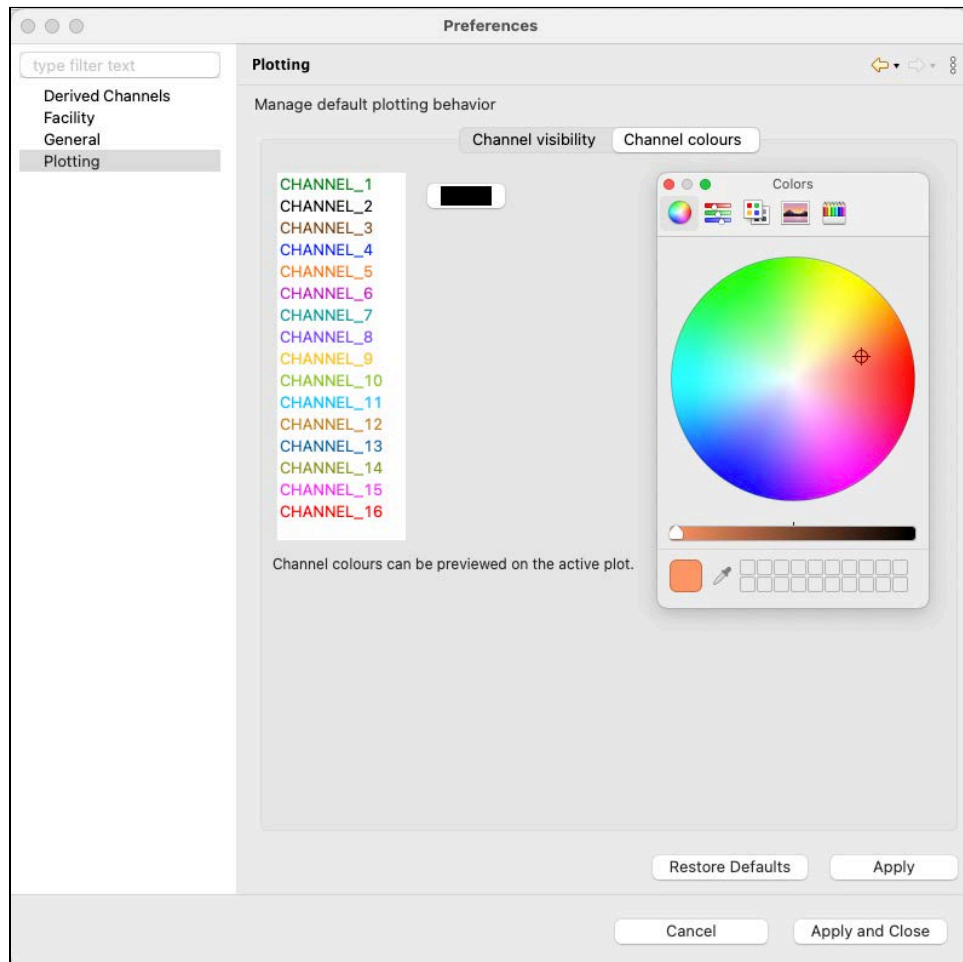 Preferences
type filter text
Derived Channels
Facility
General
Plotting
Plotting
Manage default plotting behavior
Channel visibility
Channel colours
CHANNEL_1
CHANNEL_2
CHANNEL_3
CHANNEL_4
CHANNEL_5
CHANNEL_6
CHANNEL_7
CHANNEL_8
CHANNEL_9
CHANNEL_10
CHANNEL_11
CHANNEL_12
CHANNEL_13
CHANNEL_14
CHANNEL_15
CHANNEL_16
Channel colours can be previewed on the active plot.
Colors
Restore Defaults
Apply
Cancel
Apply and Close